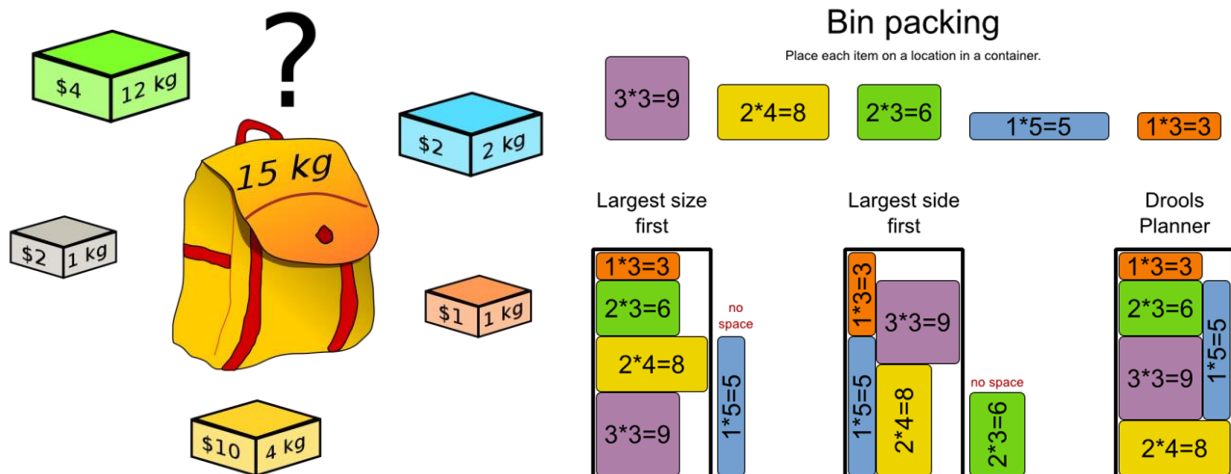 ?
$4 12 kg
15 kg
$2 2 kg
$2 1 kg
$1 1 kg
$10 4 kg
Bin packing
Place each item on a location in a container.
3*3=9
2*4=8
2*3=6
1*5=5
1*3=3
Largest size
first
1*3=3
2*3=6
2*4=8
3*3=9
no
space
1*5=5
Largest side
first
1*3=3
3*3=9
1*5=5
2*4=8
no space
2*3=6
Drools
Planner
1*3=3
2*3=6
1*5=5
3*3=9
2*4=8